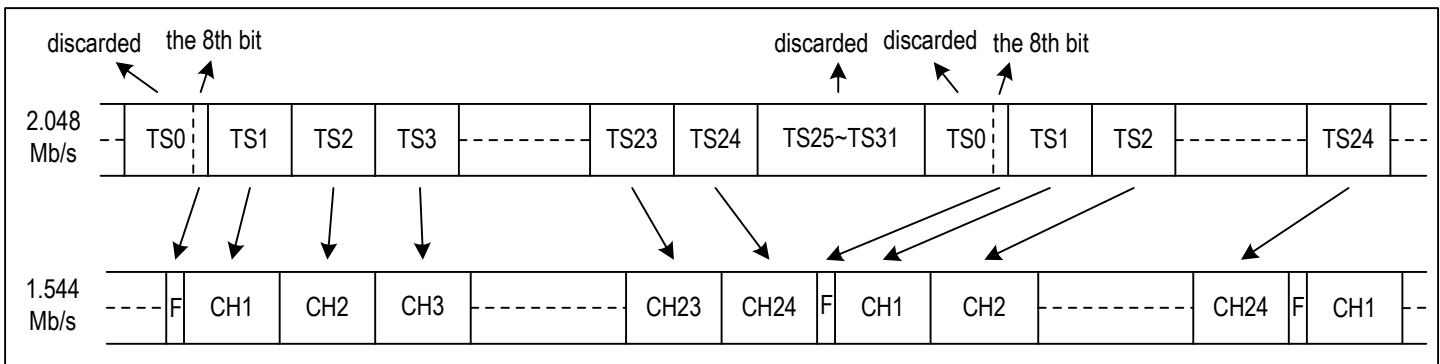 discarded the 8th bit discarded discarded the 8th bit
2.048
Mb/s
TS0 TS1 TS2 TS3 TS23 TS24 TS25~TS31 TS0 TS1 TS2 TS24
1.544
Mb/s
F CH1 CH2 CH3 CH23 CH24 F CH1 CH2 CH24 F CH1